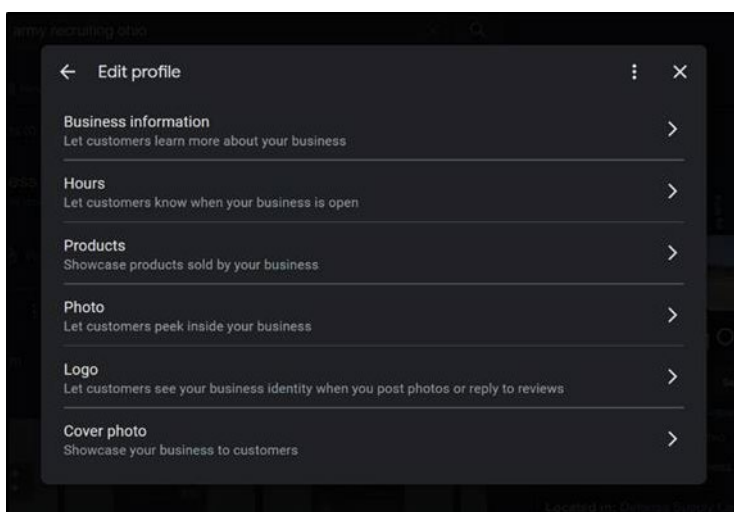 army recruiting ohio
Edit profile
Business information
Let customers learn more about your business
Hours
Let customers know when your business is open
Products
Showcase products sold by your business
Photo
Let customers peek inside your business
Logo
Let customers see your business identity when you post photos or reply to reviews
Cover photo
Showcase your business to customers
Located in: